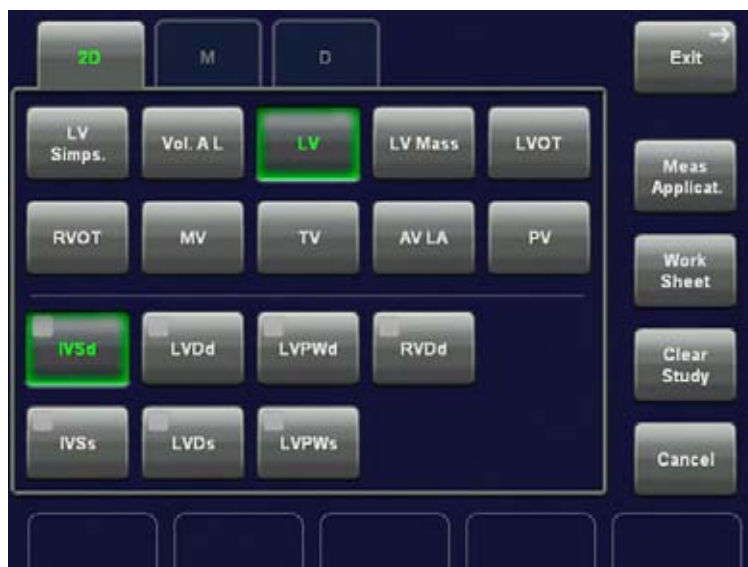 2D M D Exit
LV Simps. Vol. A L LV LV Mass LVOT
Meas Applicat.
RVOT MV TV AV LA PV
Work Sheet
IVSd LVDd LVPWd RVDd
Clear Study
IVSs LVDs LVPWs
Cancel